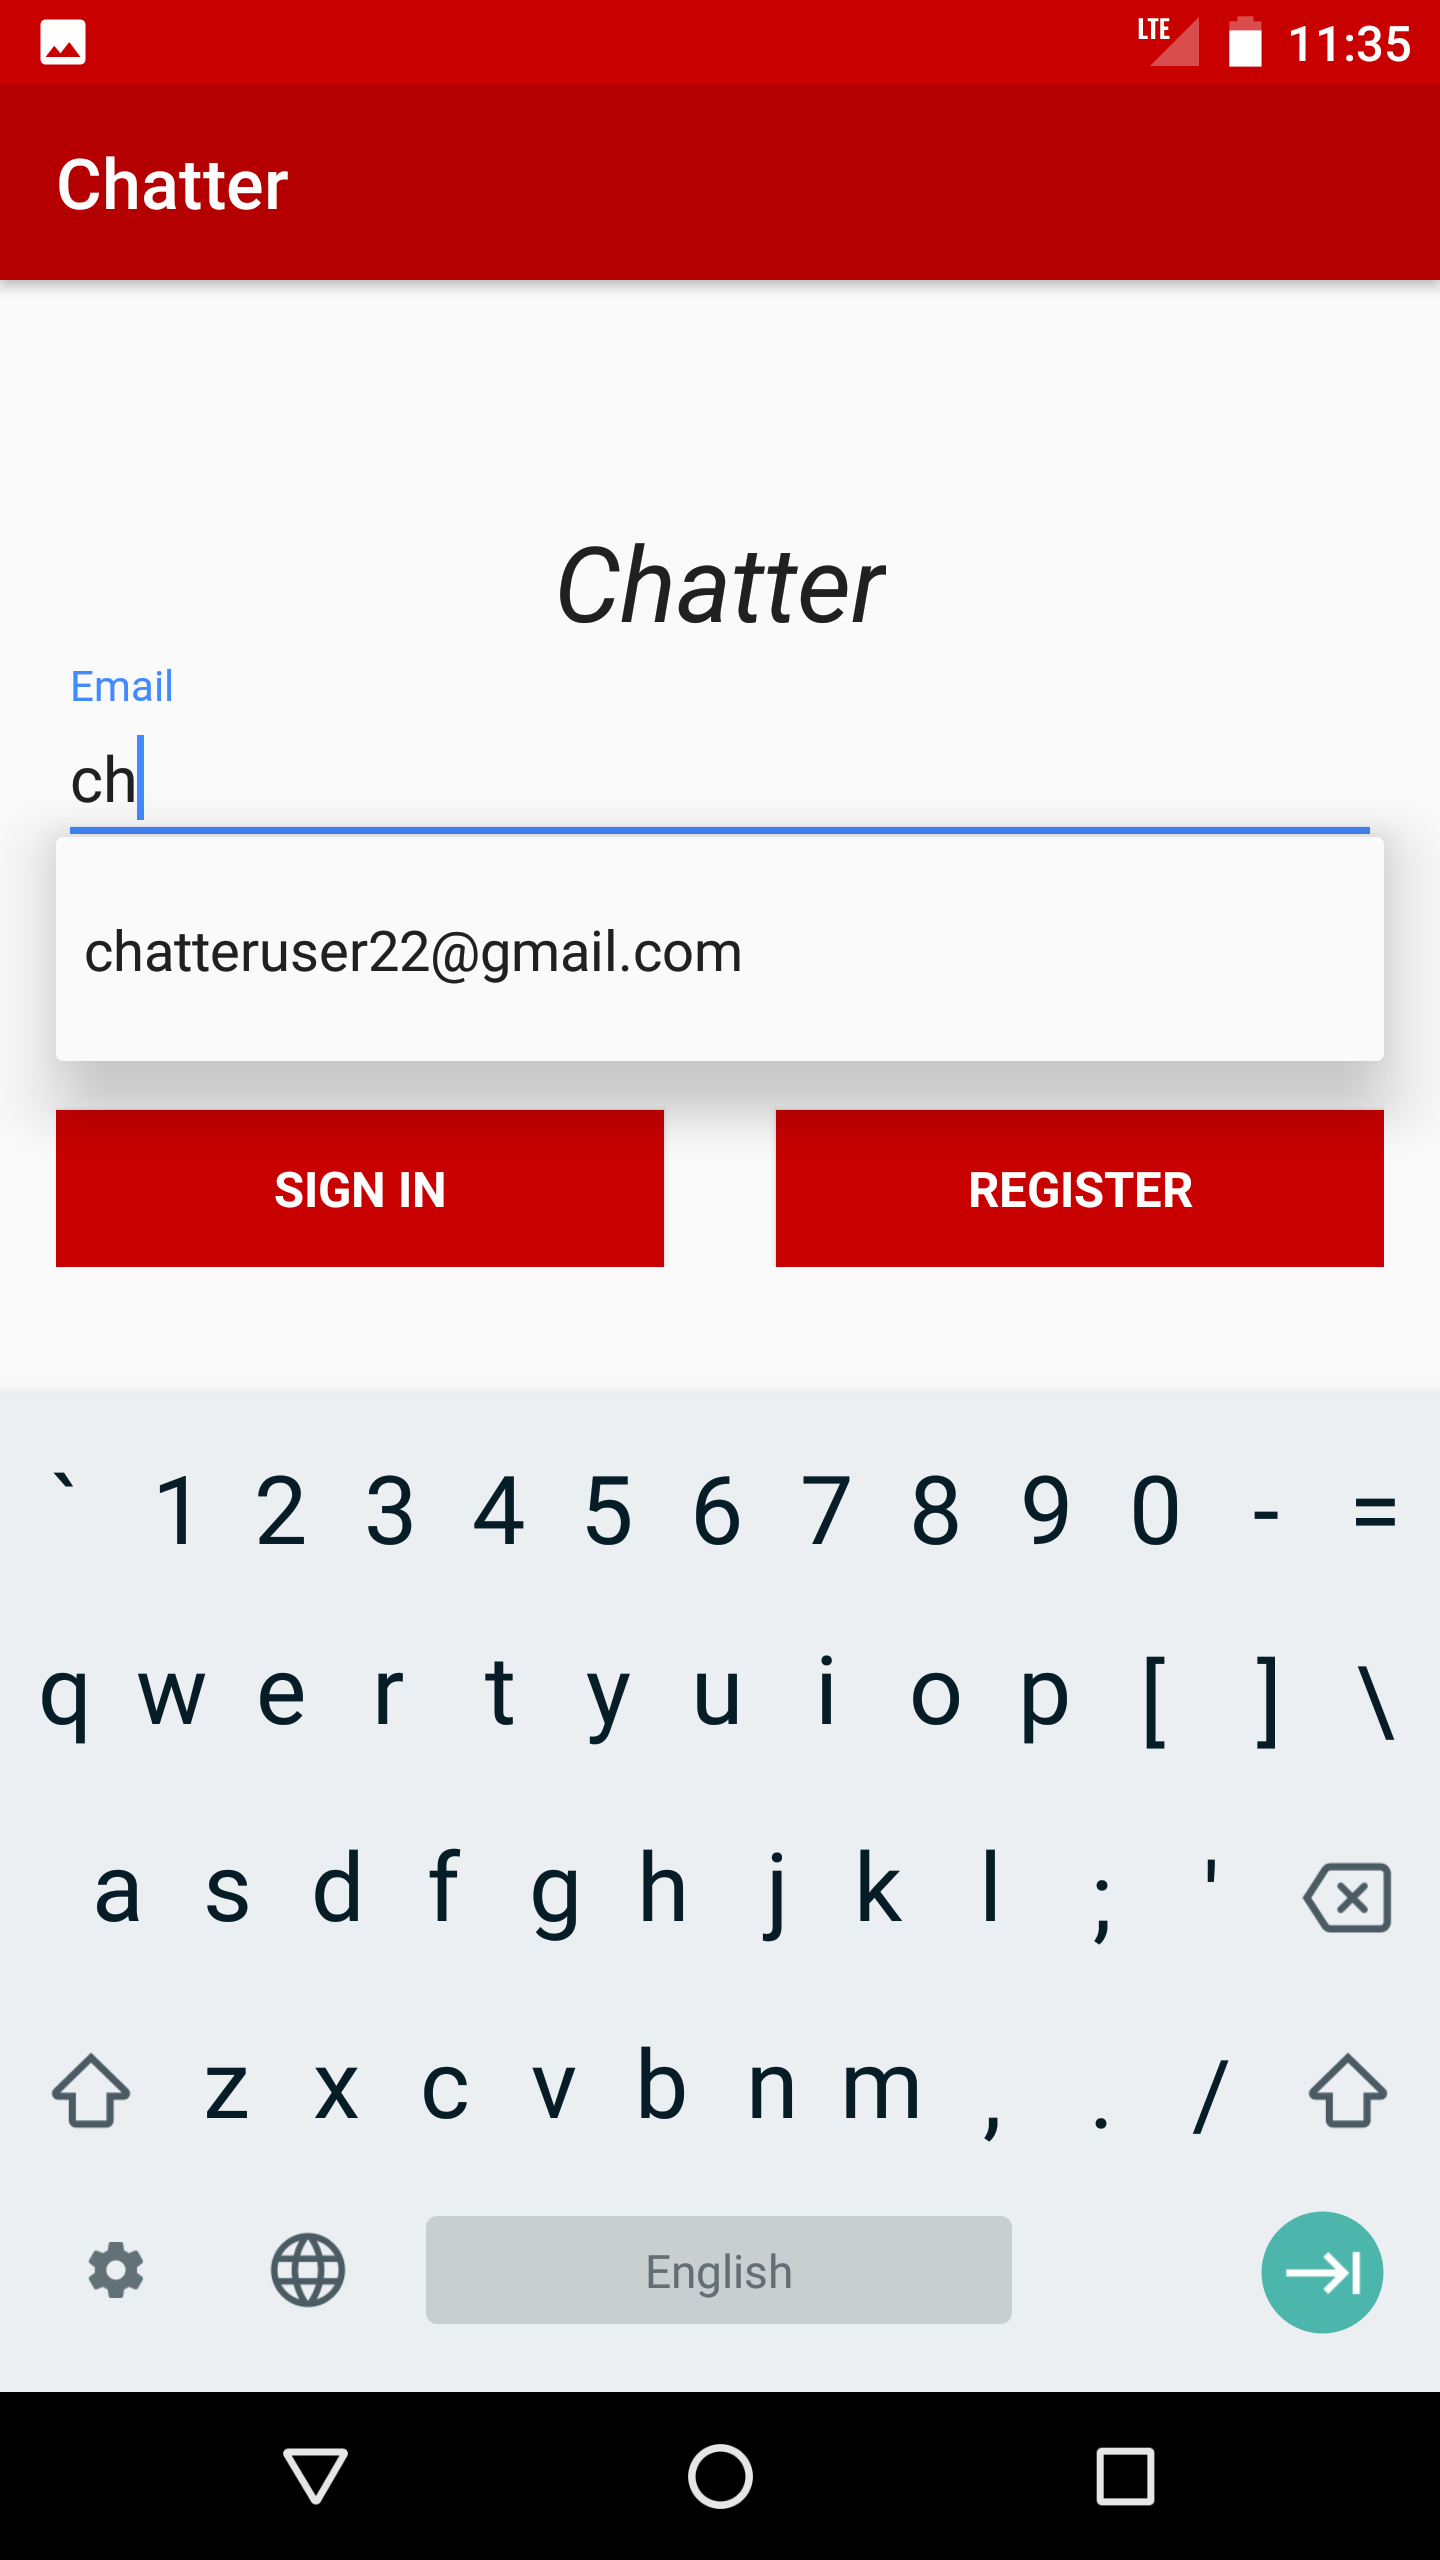 LTE 11:35
Chatter
Chatter
Email
ch
chatteruser22@gmail.com
SIGN IN REGISTER
` 1 2 3 4 5 6 7 8 9 0 - =
q w e r t y u i o p [ ] \
a s d f g h j k l ; '
z x c v b n m , . /
English